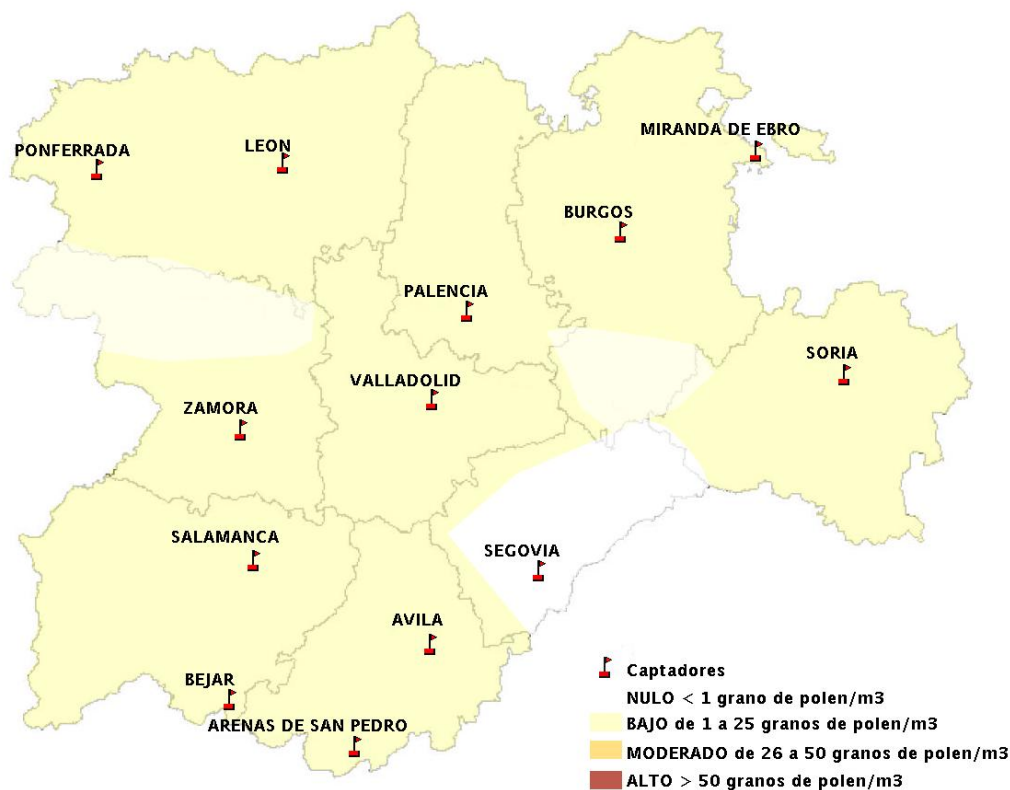 MIRANDA DE EBRO
PONFERRADA
LEON
BURGOS
PALENCIA
SORIA
VALLADOLID
ZAMORA
SALAMANCA
SEGOVIA
AVILA
BEJAR
ARENAS DE SAN PEDRO
Captadores
NULO < 1 grano de polen/m3
BAJO de 1 a 25 granos de polen/m3
MODERADO de 26 a 50 granos de polen/m3
ALTO > 50 granos de polen/m3